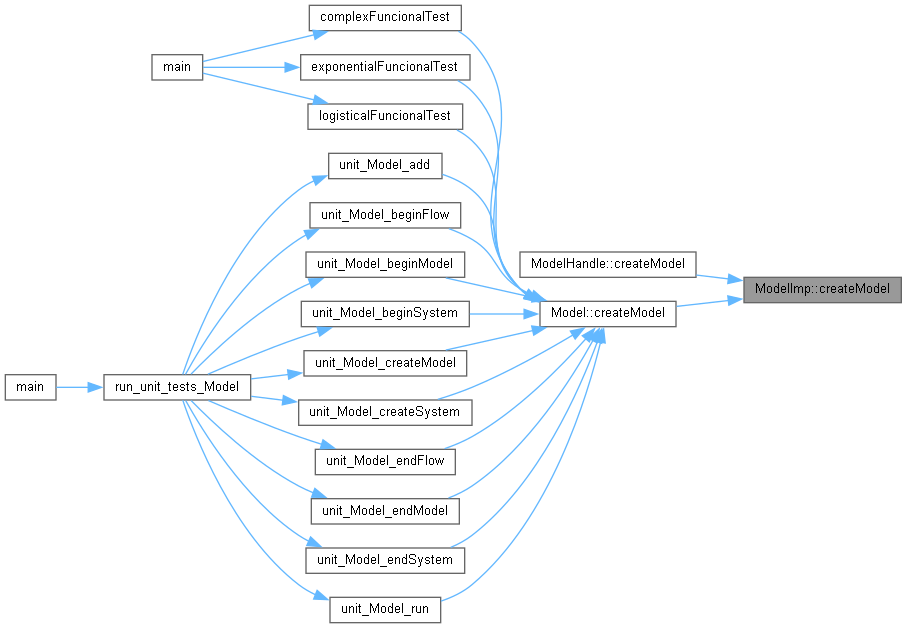 complexFuncionalTest
main
exponentialFuncionalTest
logisticalFuncionalTest
unit_Model_add
unit_Model_beginFlow
unit_Model_beginModel
ModelHandle::createModel
ModelImp::createModel
unit_Model_beginSystem
Model::createModel
unit_Model_createModel
main
run_unit_tests_Model
unit_Model_createSystem
unit_Model_endFlow
unit_Model_endModel
unit_Model_endSystem
unit_Model_run